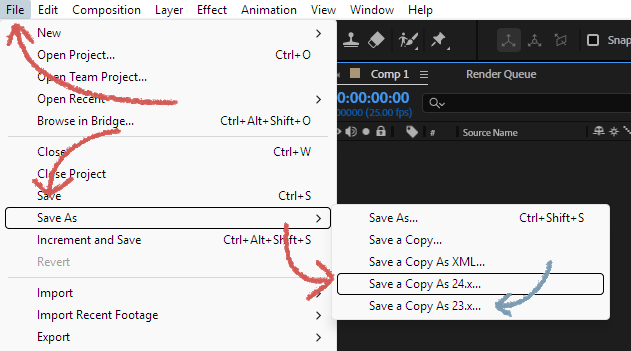 File Edit Composition Layer Effect Animation View Window Help
New
Open Project... Ctrl+O
Open Team Project...
Open Recent
Browse in Bridge... Ctrl+Alt+Shift+O
Close Ctrl+W
Close Project
Save Ctrl+S
Save As
Increment and Save Ctrl+Alt+Shift+S
Revert
Import
Import Recent Footage
Export
Snap
Comp 1 Render Queue
0:00:00:00
00000 (25.00 fps)
# Source Name
Save As... Ctrl+Shift+S
Save a Copy...
Save a Copy As XML...
Save a Copy As 24.x...
Save a Copy As 23.x...